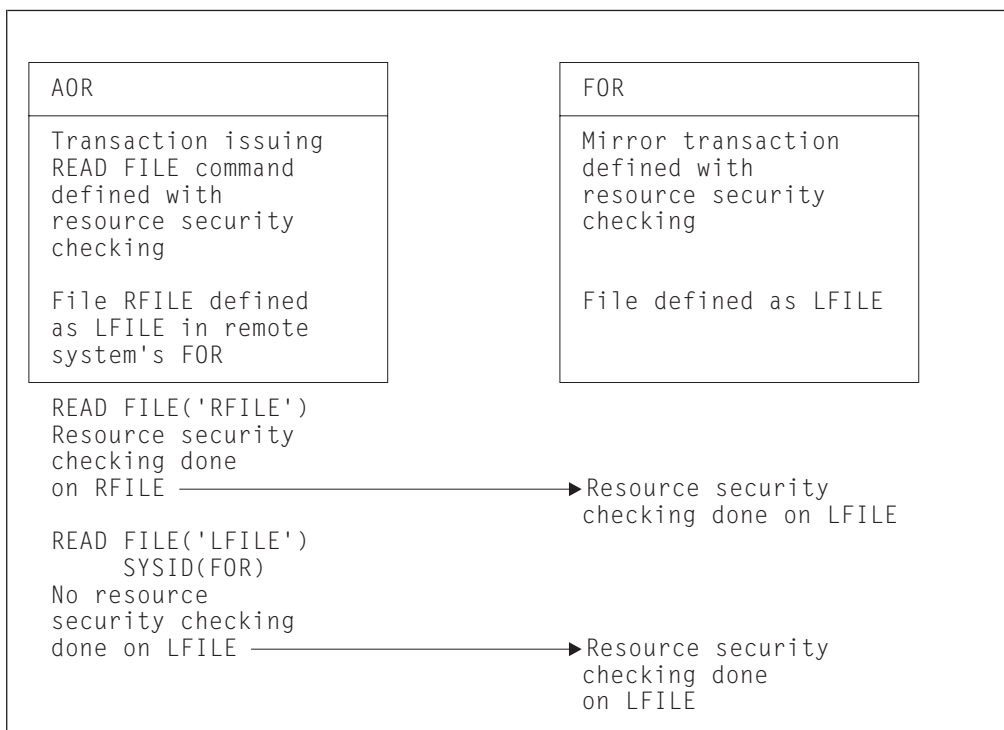 AOR
Transaction issuing
READ FILE command
defined with
resource security
checking
File RFILE defined
as LFILE in remote
system's FOR
FOR
Mirror transaction
defined with
resource security
checking
File defined as LFILE
READ FILE('RFILE')
Resource security
checking done
on RFILE
Resource security
checking done on LFILE
READ FILE('LFILE')
SYSID(FOR)
No resource
security checking
done on LFILE
Resource security
checking done
on LFILE